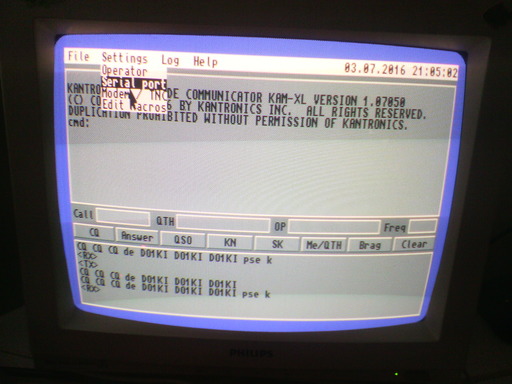 File Settings Log Help 03.07.2016 21:05:02
Operator
Serial port
Modem / TNC
Edit Macros
KANTRO DE COMMUNICATOR KAM-XL VERSION 1.07050
(C) CO 6 BY KANTRONICS INC. ALL RIGHTS RESERVED.
DUPLICATION PROHIBITED WITHOUT PERMISSION OF KANTRONICS.
cmd:
Call QTH OP Freq
CQ Answer QSO KN SK Me/QTH Brag Clear
CQ CQ CQ de DO1KI DO1KI DO1KI pse k
<RX>
<TX>
CQ CQ CQ de DO1KI DO1KI DO1KI
CQ CQ CQ de DO1KI DO1KI DO1KI pse k
<RX>
PHILIPS